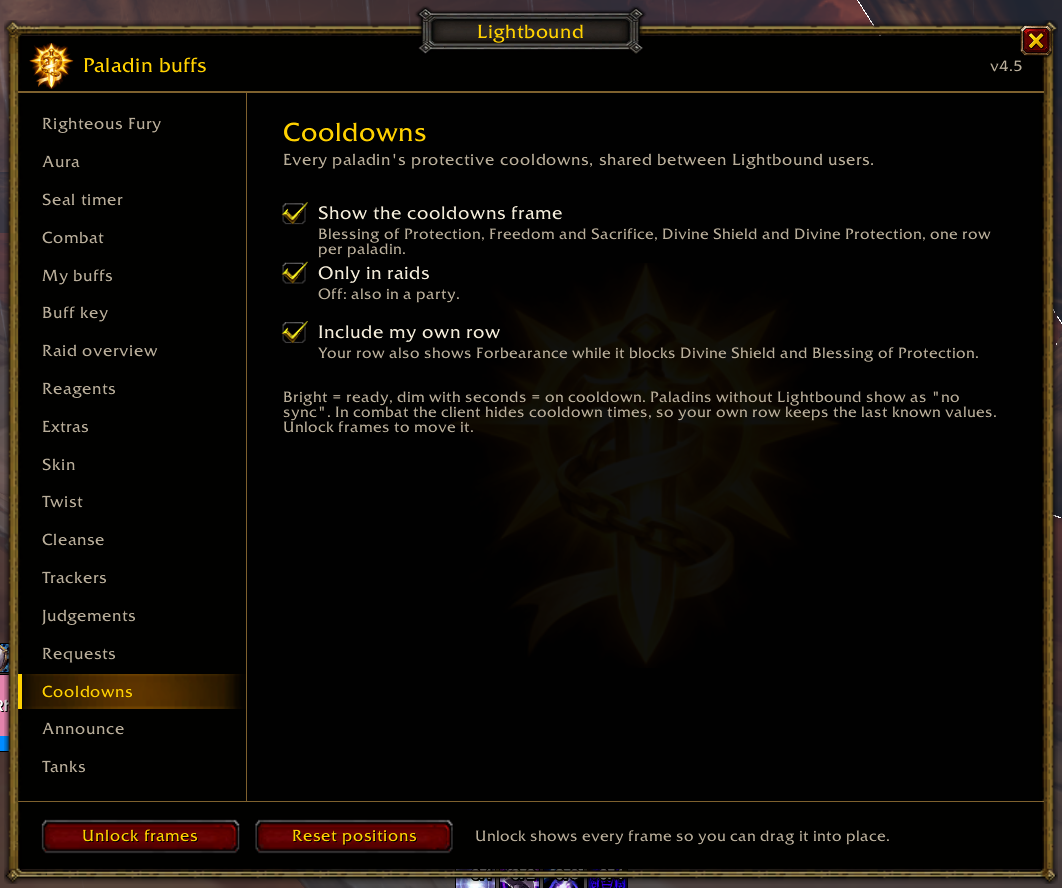 Lightbound
Paladin buffs
v4.5
Righteous Fury
Aura
Seal timer
Combat
My buffs
Buff key
Raid overview
Reagents
Extras
Skin
Twist
Cleanse
Trackers
Judgements
Requests
Cooldowns
Announce
Tanks
Cooldowns
Every paladin's protective cooldowns, shared between Lightbound users.
Show the cooldowns frame
Blessing of Protection, Freedom and Sacrifice, Divine Shield and Divine Protection, one row
per paladin.
Only in raids
Off: also in a party.
Include my own row
Your row also shows Forbearance while it blocks Divine Shield and Blessing of Protection.
Bright = ready, dim with seconds = on cooldown. Paladins without Lightbound show as "no
sync". In combat the client hides cooldown times, so your own row keeps the last known values.
Unlock frames to move it.
Unlock frames
Reset positions
Unlock shows every frame so you can drag it into place.